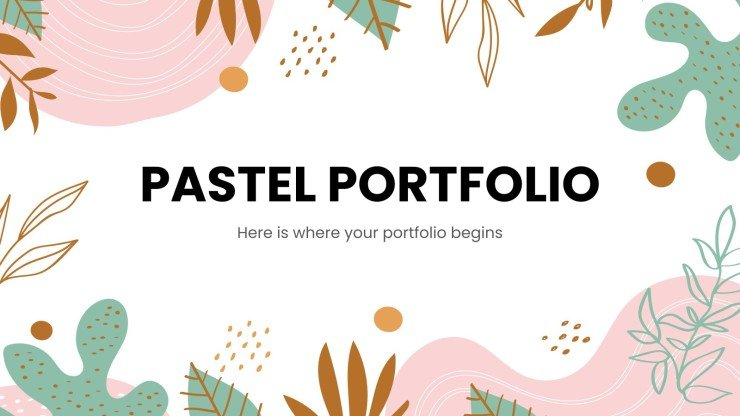 PASTEL PORTFOLIO
Here is where your portfolio begins